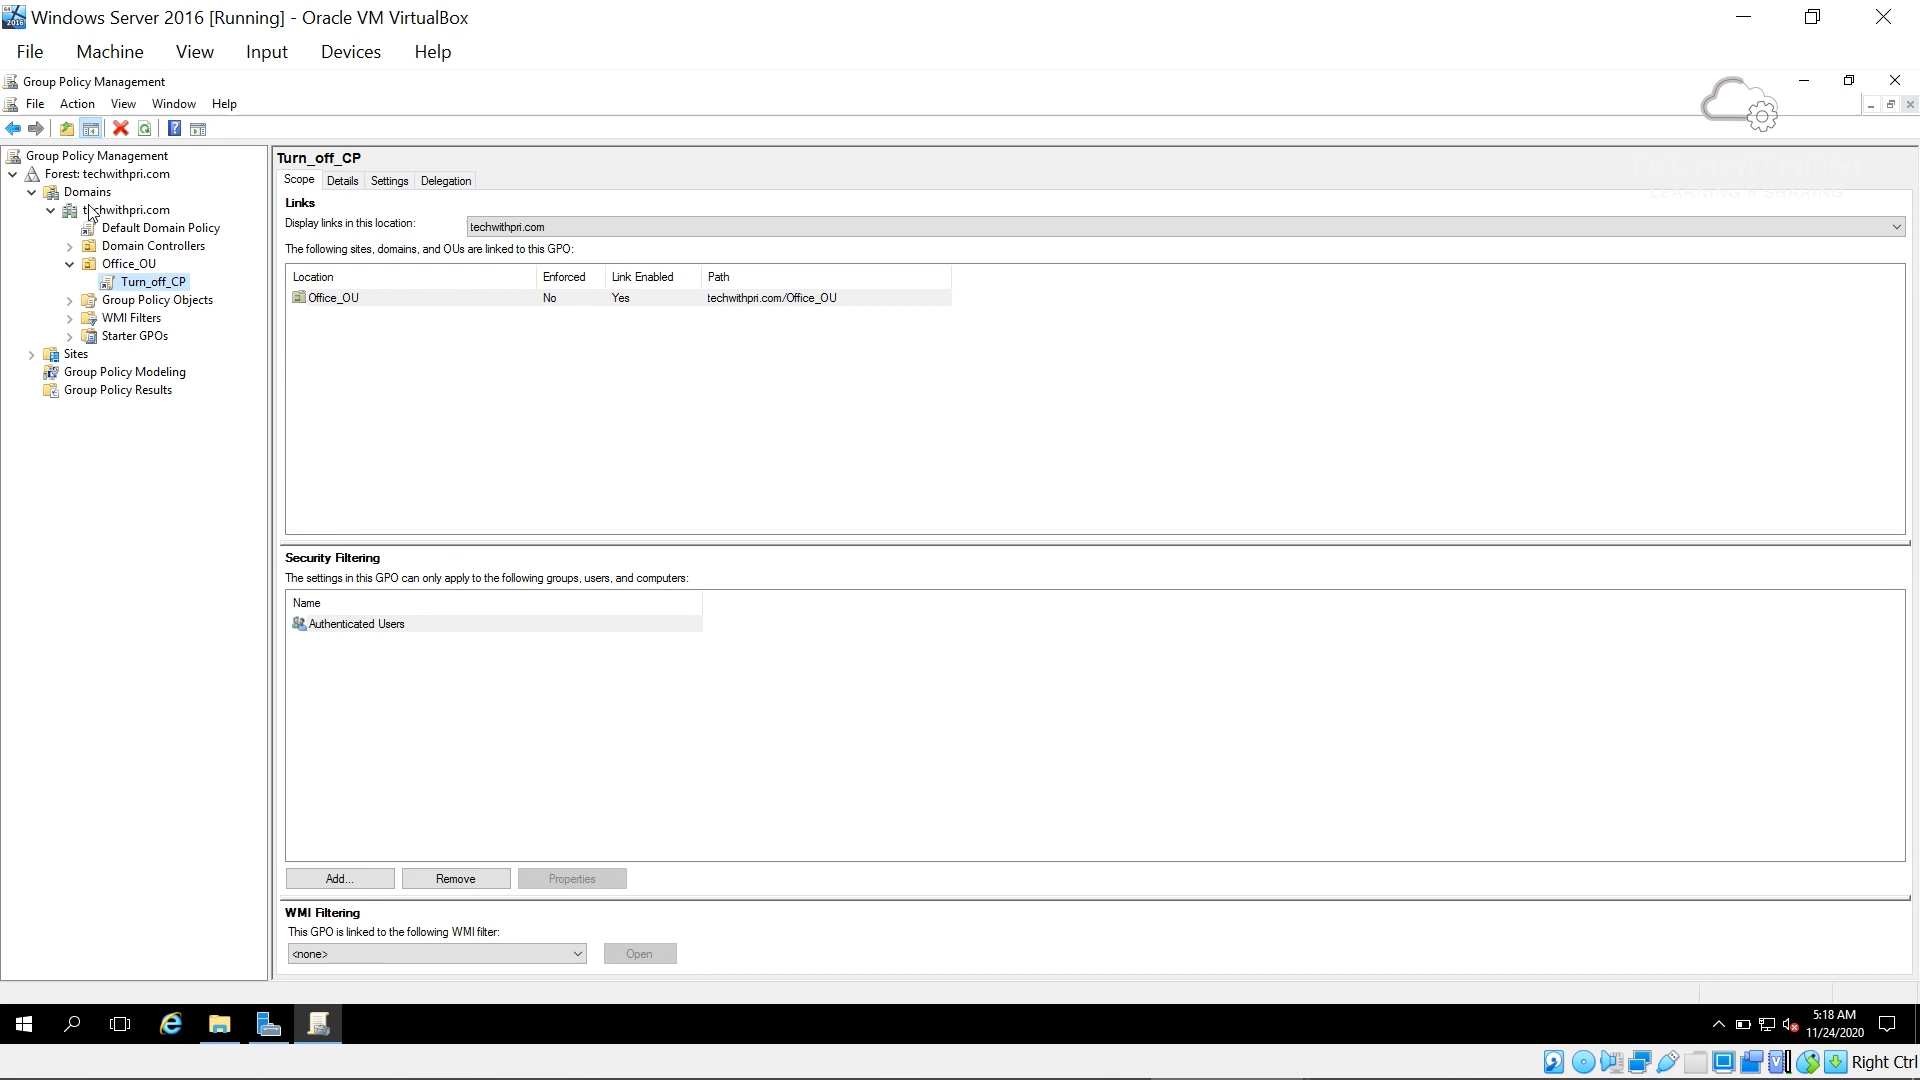 Windows Server 2016 [Running] - Oracle VM VirtualBox
File Machine View Input Devices Help
Group Policy Management
File Action View Window Help
Group Policy Management
Forest: techwithpri.com
Domains
techwithpri.com
Default Domain Policy
Domain Controllers
Office_OU
Turn_off_CP
Group Policy Objects
WMI Filters
Starter GPOs
Sites
Group Policy Modeling
Group Policy Results
Turn_off_CP
Scope Details Settings Delegation
Links
Display links in this location: techwithpri.com
The following sites, domains, and OUs are linked to this GPO:
Location Enforced Link Enabled Path
Office_OU No Yes techwithpri.com/Office_OU
Security Filtering
The settings in this GPO can only apply to the following groups, users, and computers:
Name
Authenticated Users
Add... Remove Properties
WMI Filtering
This GPO is linked to the following WMI filter:
<none> Open
TECHWITHPRI
LEARNING & SHARING
5:18 AM
11/24/2020
Right Ctrl